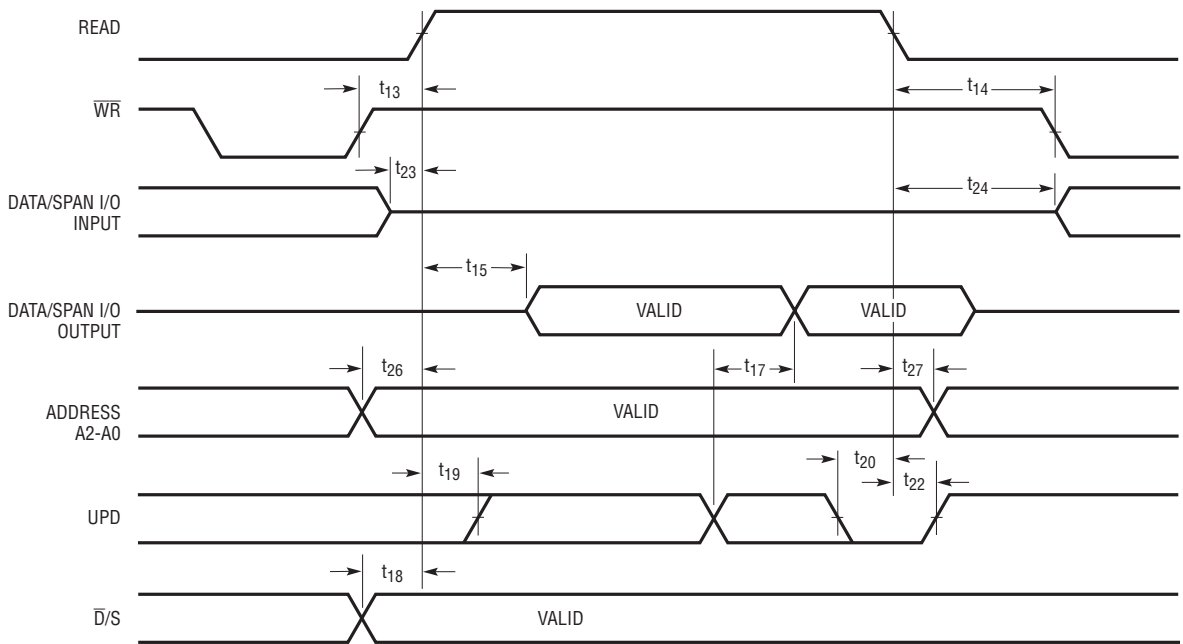 READ
t13
t14
W̅R̅
t23
t24
DATA/SPAN I/O
INPUT
t15
DATA/SPAN I/O
OUTPUT
VALID
VALID
t26
t17
t27
ADDRESS
A2-A0
VALID
t19
t20
t22
UPD
t18
D̅/S
VALID